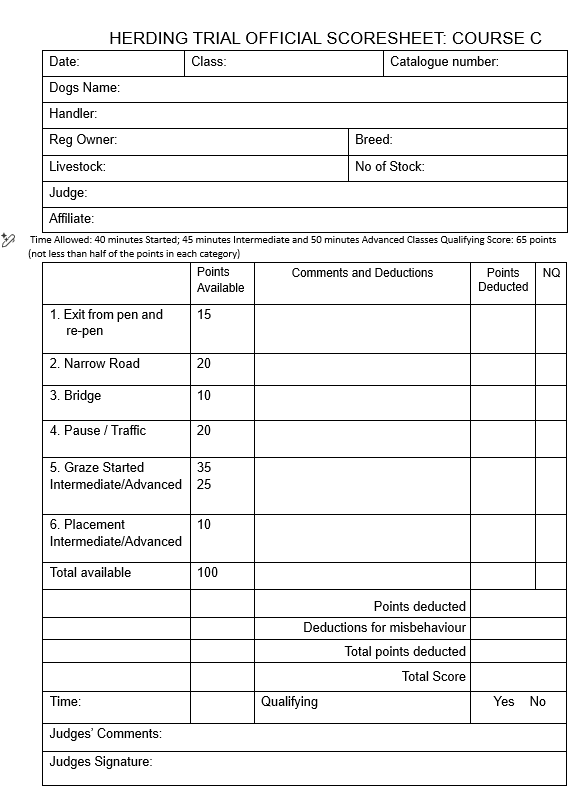 HERDING TRIAL OFFICIAL SCORESHEET: COURSE C
Date: Class: Catalogue number:
Dogs Name:
Handler:
Reg Owner: Breed:
Livestock: No of Stock:
Judge:
Affiliate:
Time Allowed: 40 minutes Started; 45 minutes Intermediate and 50 minutes Advanced Classes Qualifying Score: 65 points
(not less than half of the points in each category)
Points Available Comments and Deductions Points Deducted NQ
1. Exit from pen and re-pen 15
2. Narrow Road 20
3. Bridge 10
4. Pause / Traffic 20
5. Graze Started 35
Intermediate/Advanced 25
6. Placement 10
Intermediate/Advanced
Total available 100
Points deducted
Deductions for misbehaviour
Total points deducted
Total Score
Time: Qualifying Yes No
Judges' Comments:
Judges Signature: